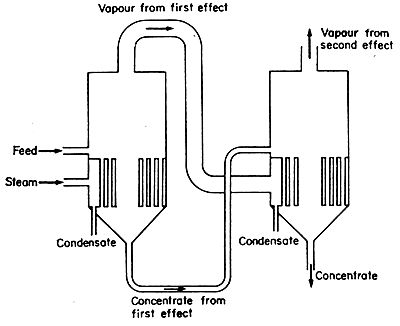 Vapour from first effect
Vapour from
second effect
Feed
Steam
Condensate
Condensate
Concentrate
Concentrate from
first effect